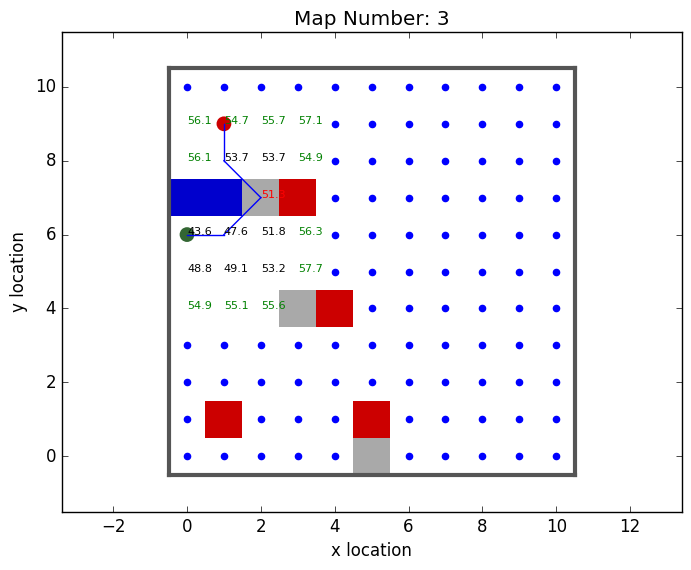 Map Number: 3
10
56.1 54.7 55.7 57.1
8
56.1 53.7 53.7 54.9
6
43.6 47.6 51.8 56.3
48.8 49.1 53.2 57.7
4
54.9 55.1 55.6
2
0
−2 0 2 4 6 8 10 12
x location
y location